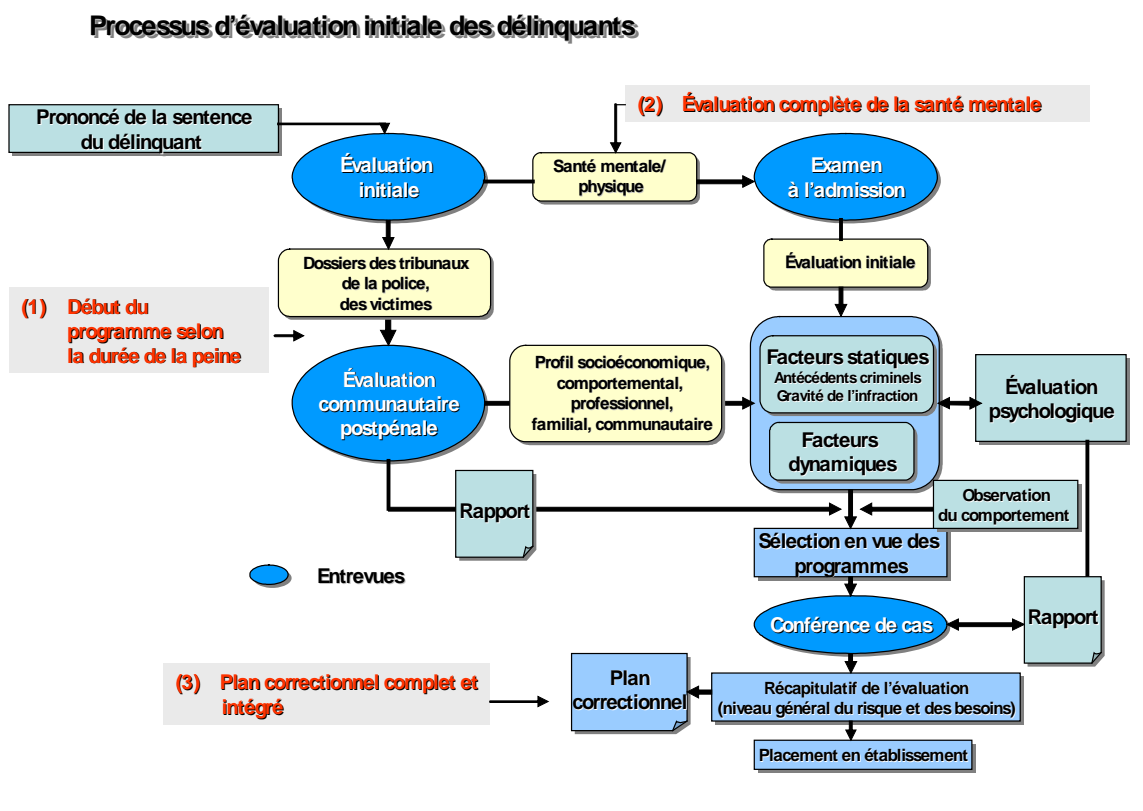 Processus d’évaluation initiale des délinquants
(2) Évaluation complète de la santé mentale
Prononcé de la sentence
du délinquant
Évaluation
initiale
Santé mentale/
physique
Examen
à l’admission
Dossiers des tribunaux
de la police,
des victimes
Évaluation initiale
(1) Début du
programme selon
la durée de la peine
Évaluation
communautaire
postpénale
Profil socioéconomique,
comportemental,
professionnel,
familial, communautaire
Facteurs statiques
Antécédents criminels
Gravité de l’infraction
Facteurs
dynamiques
Évaluation
psychologique
Rapport
Observation
du comportement
Sélection en vue des
programmes
Entrevues
Conférence de cas
Rapport
(3) Plan correctionnel complet et
intégré
Plan
correctionnel
Récapitulatif de l’évaluation
(niveau général du risque et des besoins)
Placement en établissement